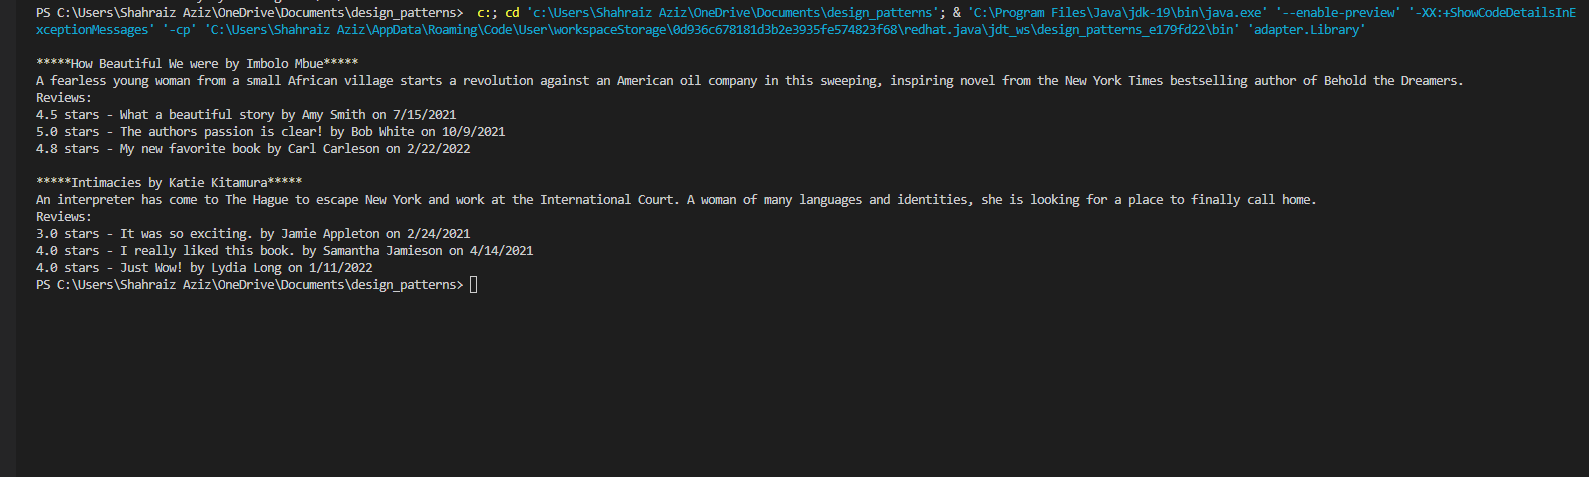 PS C:\Users\Shahraiz Aziz\OneDrive\Documents\design_patterns>  c:; cd 'c:\Users\Shahraiz Aziz\OneDrive\Documents\design_patterns'; & 'C:\Program Files\Java\jdk-19\bin\java.exe' '--enable-preview' '-XX:+ShowCodeDetailsInE
xceptionMessages' '-cp' 'C:\Users\Shahraiz Aziz\AppData\Roaming\Code\User\workspaceStorage\0d936c678181d3b2e3935fe574823f68\redhat.java\jdt_ws\design_patterns_e179fd22\bin' 'adapter.Library'
*****How Beautiful We were by Imbolo Mbue*****
A fearless young woman from a small African village starts a revolution against an American oil company in this sweeping, inspiring novel from the New York Times bestselling author of Behold the Dreamers.
Reviews:
4.5 stars - What a beautiful story by Amy Smith on 7/15/2021
5.0 stars - The authors passion is clear! by Bob White on 10/9/2021
4.8 stars - My new favorite book by Carl Carleson on 2/22/2022
*****Intimacies by Katie Kitamura*****
An interpreter has come to The Hague to escape New York and work at the International Court. A woman of many languages and identities, she is looking for a place to finally call home.
Reviews:
3.0 stars - It was so exciting. by Jamie Appleton on 2/24/2021
4.0 stars - I really liked this book. by Samantha Jamieson on 4/14/2021
4.0 stars - Just Wow! by Lydia Long on 1/11/2022
PS C:\Users\Shahraiz Aziz\OneDrive\Documents\design_patterns>